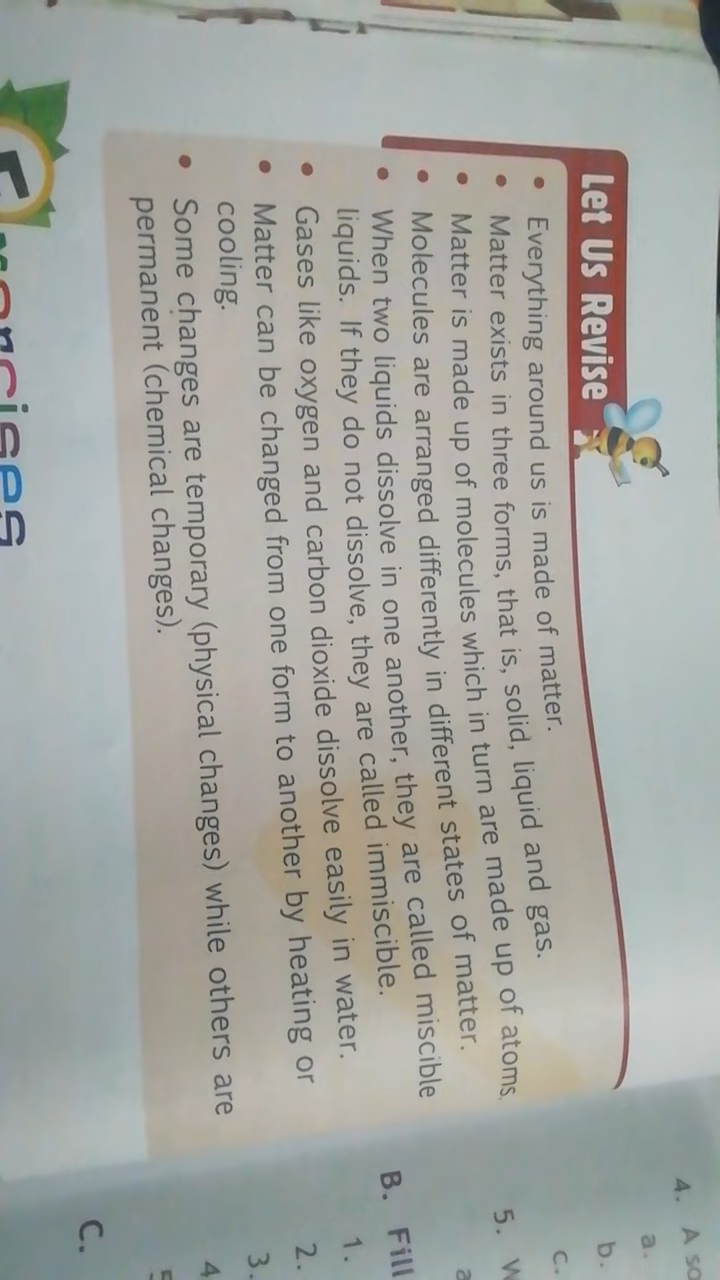 Let Us Revise
• Everything around us is made of matter.
• Matter exists in three forms, that is, solid, liquid and gas.
• Matter is made up of molecules which in turn are made up of atoms.
• Molecules are arranged differently in different states of matter.
• When two liquids dissolve in one another, they are called miscible
liquids. If they do not dissolve, they are called immiscible.
• Gases like oxygen and carbon dioxide dissolve easily in water.
• Matter can be changed from one form to another by heating or
cooling.
• Some changes are temporary (physical changes) while others are
permanent (chemical changes).
Exercises
4. A
a.
b.
c.
5.
a
B. Fill
1.
2.
3.
4
C.